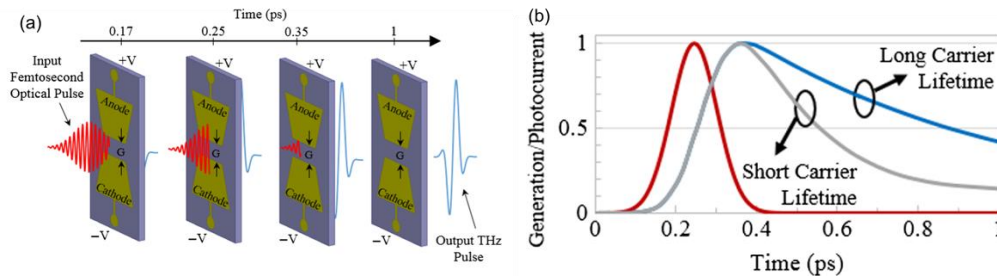 (a)
Time (ps)
0.17 0.25 0.35 1
Input
Femtosecond
Optical Pulse
+V +V +V +V
Anode Anode Anode Anode
G G G G
Cathode Cathode Cathode Cathode
−V −V −V −V
Output THz
Pulse
(b)
Generation/Photocurrent
1
0.5
0
Long Carrier
Lifetime
Short Carrier
Lifetime
0 0.2 0.4 0.6 0.8 1
Time (ps)